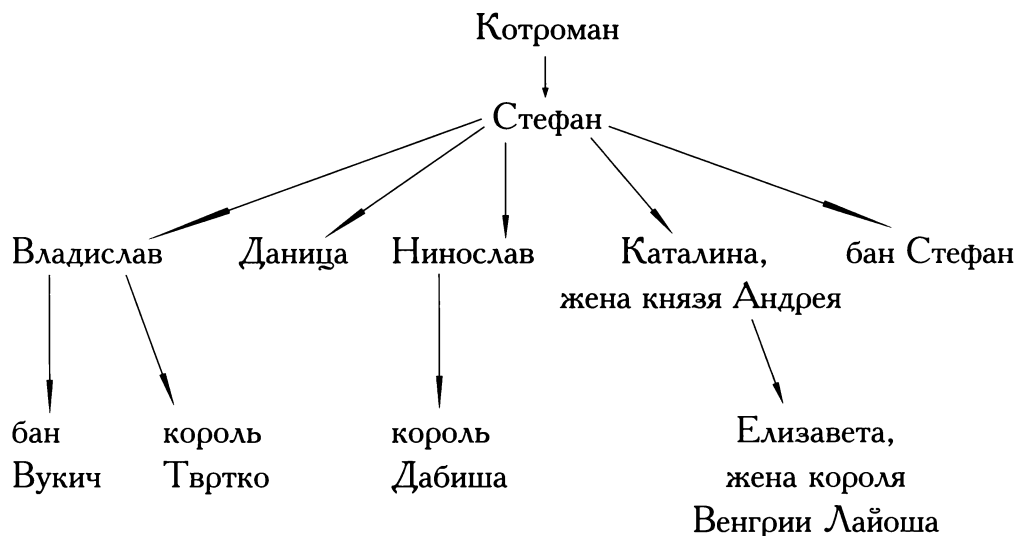 Котроман
Стефан
Владислав
Даница
Нинослав
Каталина,
жена князя Андрея
бан Стефан
бан
Вукич
король
Твртко
король
Дабиша
Елизавета,
жена короля
Венгрии Лайоша